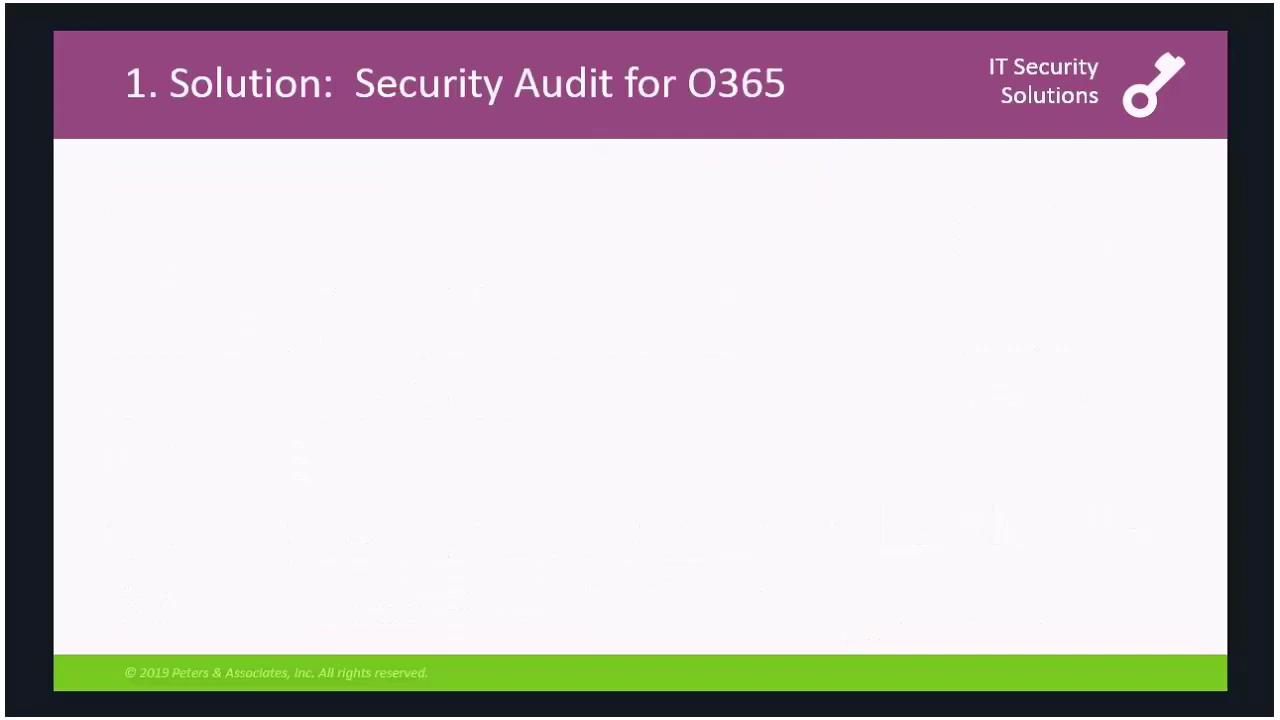 1. Solution:  Security Audit for O365
IT Security
Solutions
© 2019 Peters & Associates, Inc. All rights reserved.